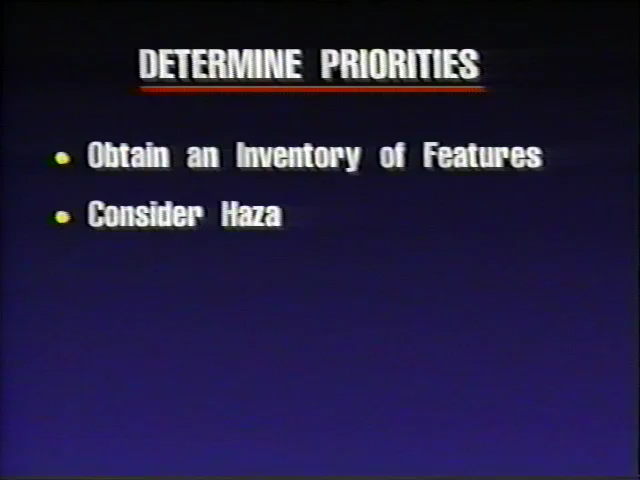 DETERMINE PRIORITIES
• Obtain an Inventory of Features
• Consider Haza